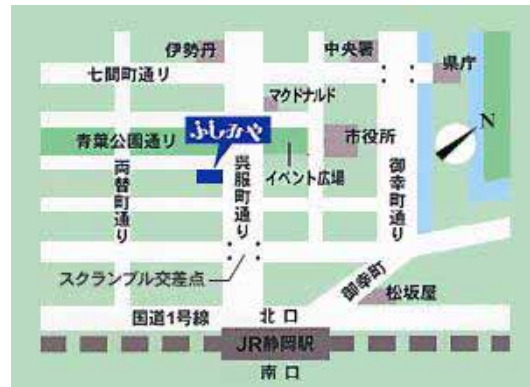 伊勢丹
中央署
県庁
七間町通り
マクドナルド
ふしみや
N
青葉公園通り
市役所
イベント広場
両替町通り
呉服町通り
御幸町通り
スクランブル交差点
御幸町
松坂屋
国道1号線
北口
JR静岡駅
南口